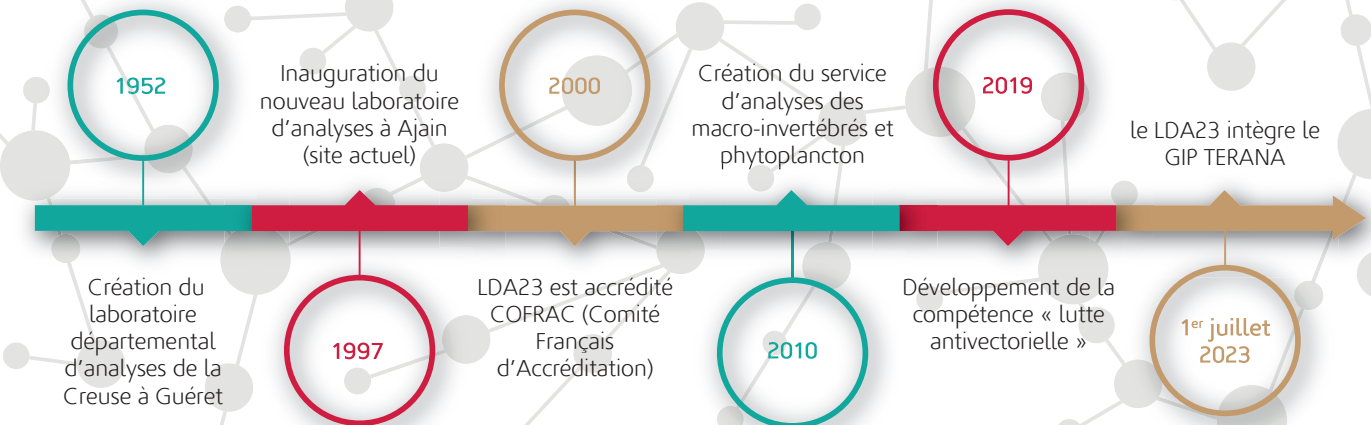 1952
Création du
laboratoire
départemental
d'analyses de la
Creuse à Guéret
Inauguration du
nouveau laboratoire
d'analyses à Ajain
(site actuel)
1997
2000
LDA23 est accrédité
COFRAC (Comité
Français
d'Accréditation)
Création du service
d'analyses des
macro-invertébrés et
phytoplancton
2010
2019
Développement de la
compétence « lutte
antivectorielle »
le LDA23 intègre le
GIP TERANA
1er juillet
2023